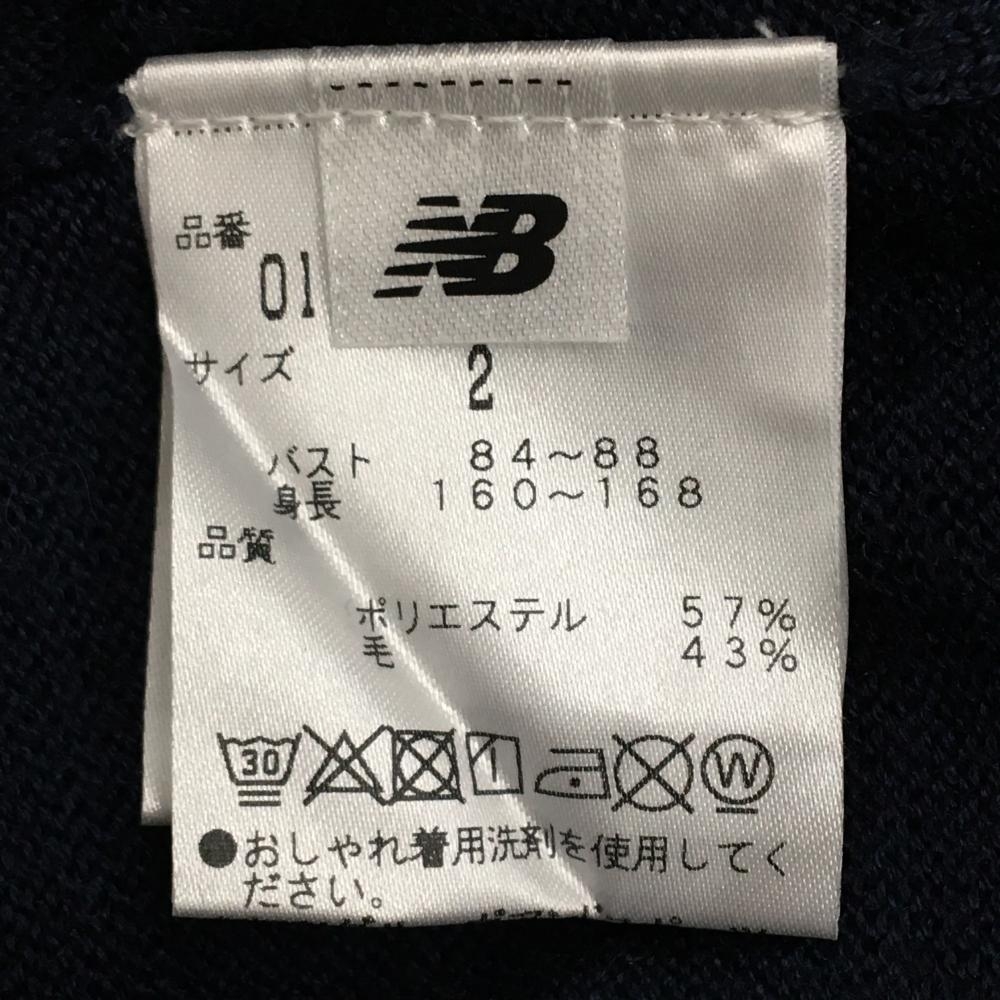 品番
01
NB
サイズ
2
バスト 84～88
身長 160～168
品質
ポリエステル 57%
毛 43%
30 W
●おしゃれ着用洗剤を使用してく
ださい。